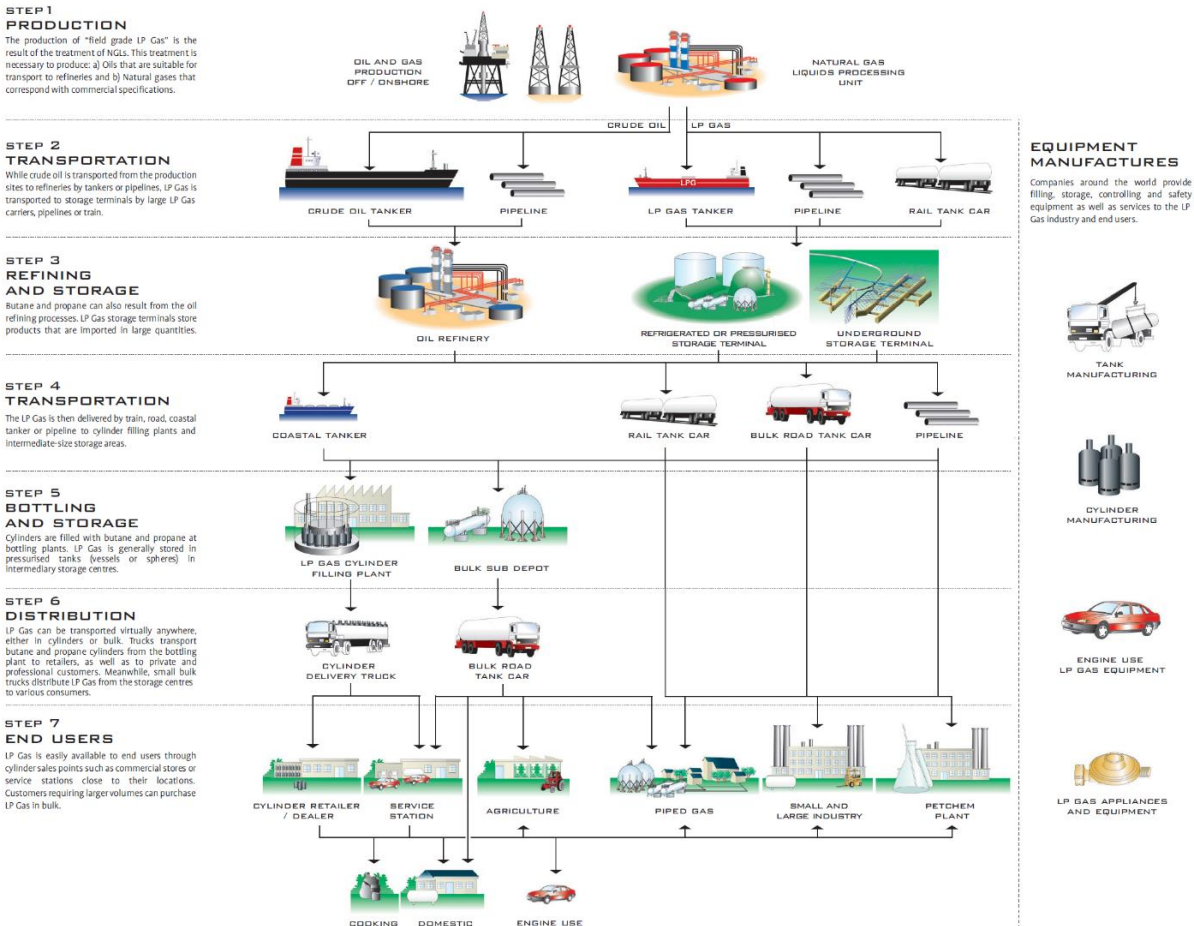 STEP 1
PRODUCTION
The production of "field grade LP Gas" is the
result of the treatment of NGLs. This treatment is
necessary to produce: a) Oils that are suitable for
transport to refineries and b) Natural gases that
correspond with commercial specifications.
OIL AND GAS
PRODUCTION
OFF / ONSHORE
NATURAL GAS
LIQUIDS PROCESSING
UNIT
CRUDE OIL
LP GAS
STEP 2
TRANSPORTATION
While crude oil is transported from the production
sites to refineries by tankers or pipelines, LP Gas is
transported to storage terminals by large LP Gas
carriers, pipelines or train.
LPG
CRUDE OIL TANKER
PIPELINE
LP GAS TANKER
PIPELINE
RAIL TANK CAR
STEP 3
REFINING
AND STORAGE
Butane and propane can also result from the oil
refining processes. LP Gas storage terminals store
products that are imported in large quantities.
OIL REFINERY
REFRIGERATED OR PRESSURISED
STORAGE TERMINAL
UNDERGROUND
STORAGE TERMINAL
STEP 4
TRANSPORTATION
The LP Gas is then delivered by train, road, coastal
tanker or pipeline to cylinder filling plants and
intermediate-size storage areas.
COASTAL TANKER
RAIL TANK CAR
BULK ROAD TANK CAR
PIPELINE
STEP 5
BOTTLING
AND STORAGE
Cylinders are filled with butane and propane at
bottling plants. LP Gas is generally stored in
pressurised tanks (vessels or spheres) in
intermediary storage centres.
LP GAS CYLINDER
FILLING PLANT
BULK SUB DEPOT
STEP 6
DISTRIBUTION
LP Gas can be transported virtually anywhere,
either in cylinders or bulk. Trucks transport
butane and propane cylinders from the bottling
plant to retailers, as well as to private and
professional customers. Meanwhile, small bulk
trucks distribute LP Gas from the storage centres
to various consumers.
CYLINDER
DELIVERY TRUCK
BULK ROAD
TANK CAR
STEP 7
END USERS
LP Gas is easily available to end users through
cylinder sales points such as commercial stores or
service stations close to their locations.
Customers requiring larger volumes can purchase
LP Gas in bulk.
CYLINDER RETAILER
/ DEALER
SERVICE
STATION
AGRICULTURE
PIPED GAS
SMALL AND
LARGE INDUSTRY
PETCHEM
PLANT
COOKING
DOMESTIC
ENGINE USE
EQUIPMENT
MANUFACTURES
Companies around the world provide
filling, storage, controlling and safety
equipment as well as services to the LP
Gas industry and end users.
TANK
MANUFACTURING
CYLINDER
MANUFACTURING
ENGINE USE
LP GAS EQUIPMENT
LP GAS APPLIANCES
AND EQUIPMENT